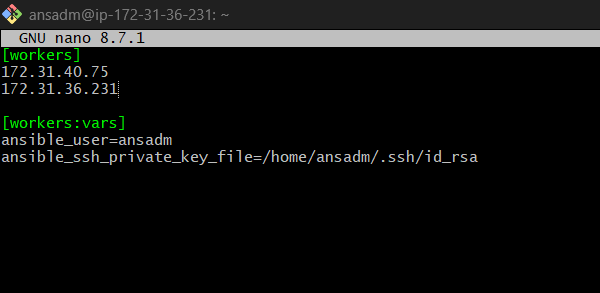 ansadm@ip-172-31-36-231: ~
GNU nano 8.7.1
[workers]
172.31.40.75
172.31.36.231
[workers:vars]
ansible_user=ansadm
ansible_ssh_private_key_file=/home/ansadm/.ssh/id_rsa